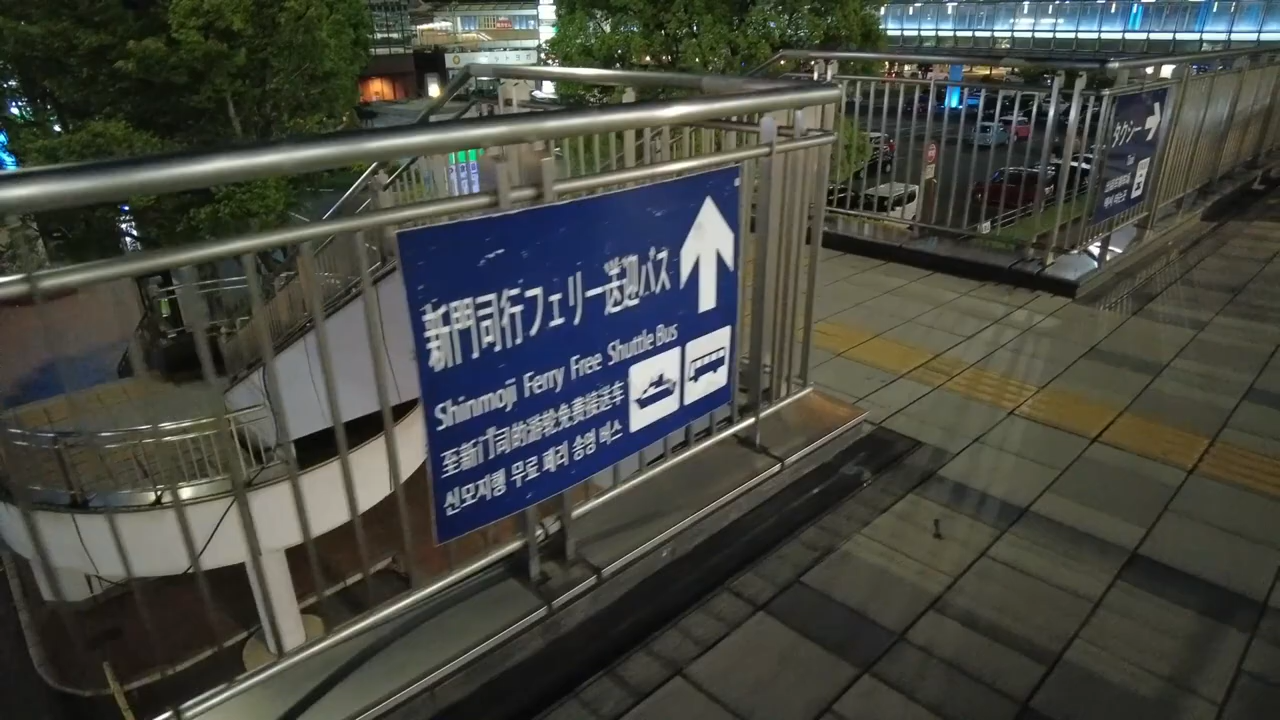 新門司行フェリー送迎バス
Shinmoji Ferry Free Shuttle Bus
至新门司的游轮免费接送车
신모지행 무료 페리 송영 버스
タクシー
Taxi